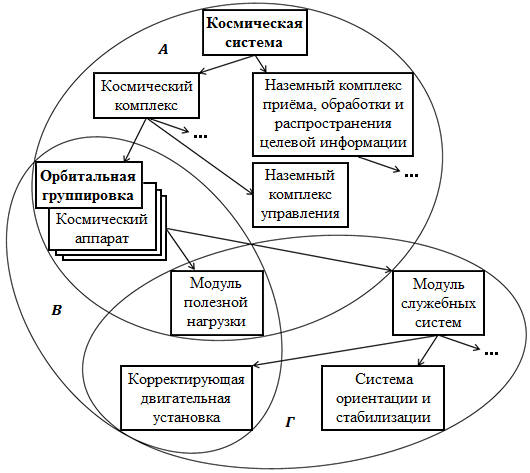 А
Космическая
система
Космический
комплекс
Наземный комплекс
приёма, обработки и
распространения
целевой информации
...
...
Орбитальная
группировка
Космический
аппарат
Наземный
комплекс
управления
В
Модуль
полезной
нагрузки
Модуль
служебных
систем
...
Корректирующая
двигательная
установка
Система
ориентации и
стабилизации
Г